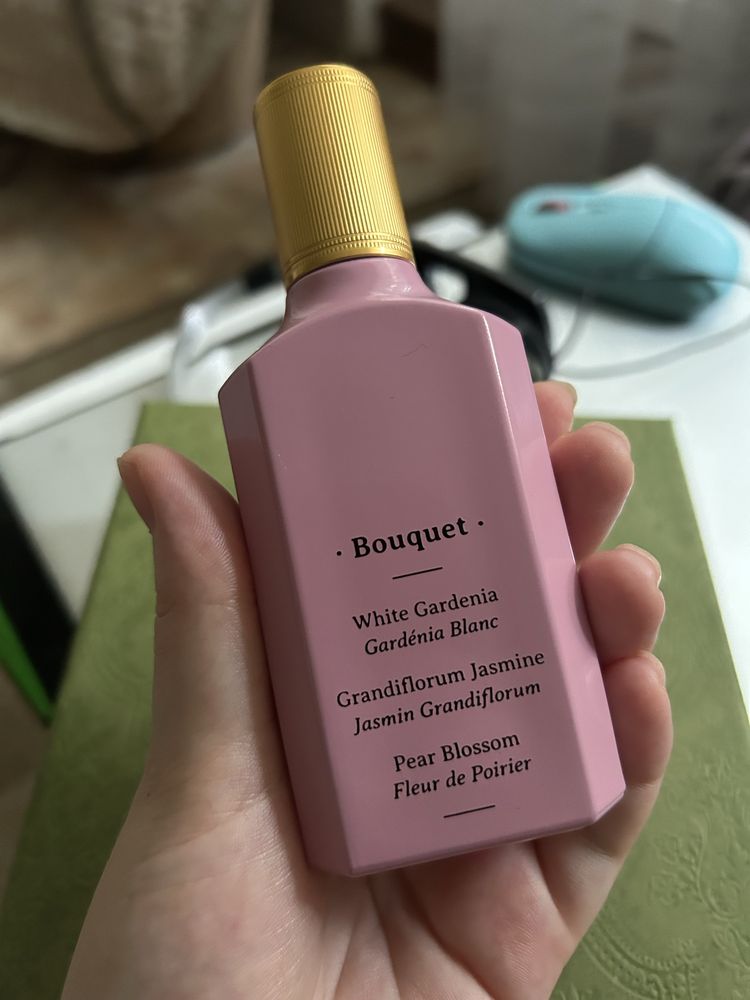 · Bouquet ·
White Gardenia
Gardénia Blanc
Grandiflorum Jasmine
Jasmin Grandiflorum
Pear Blossom
Fleur de Poirier